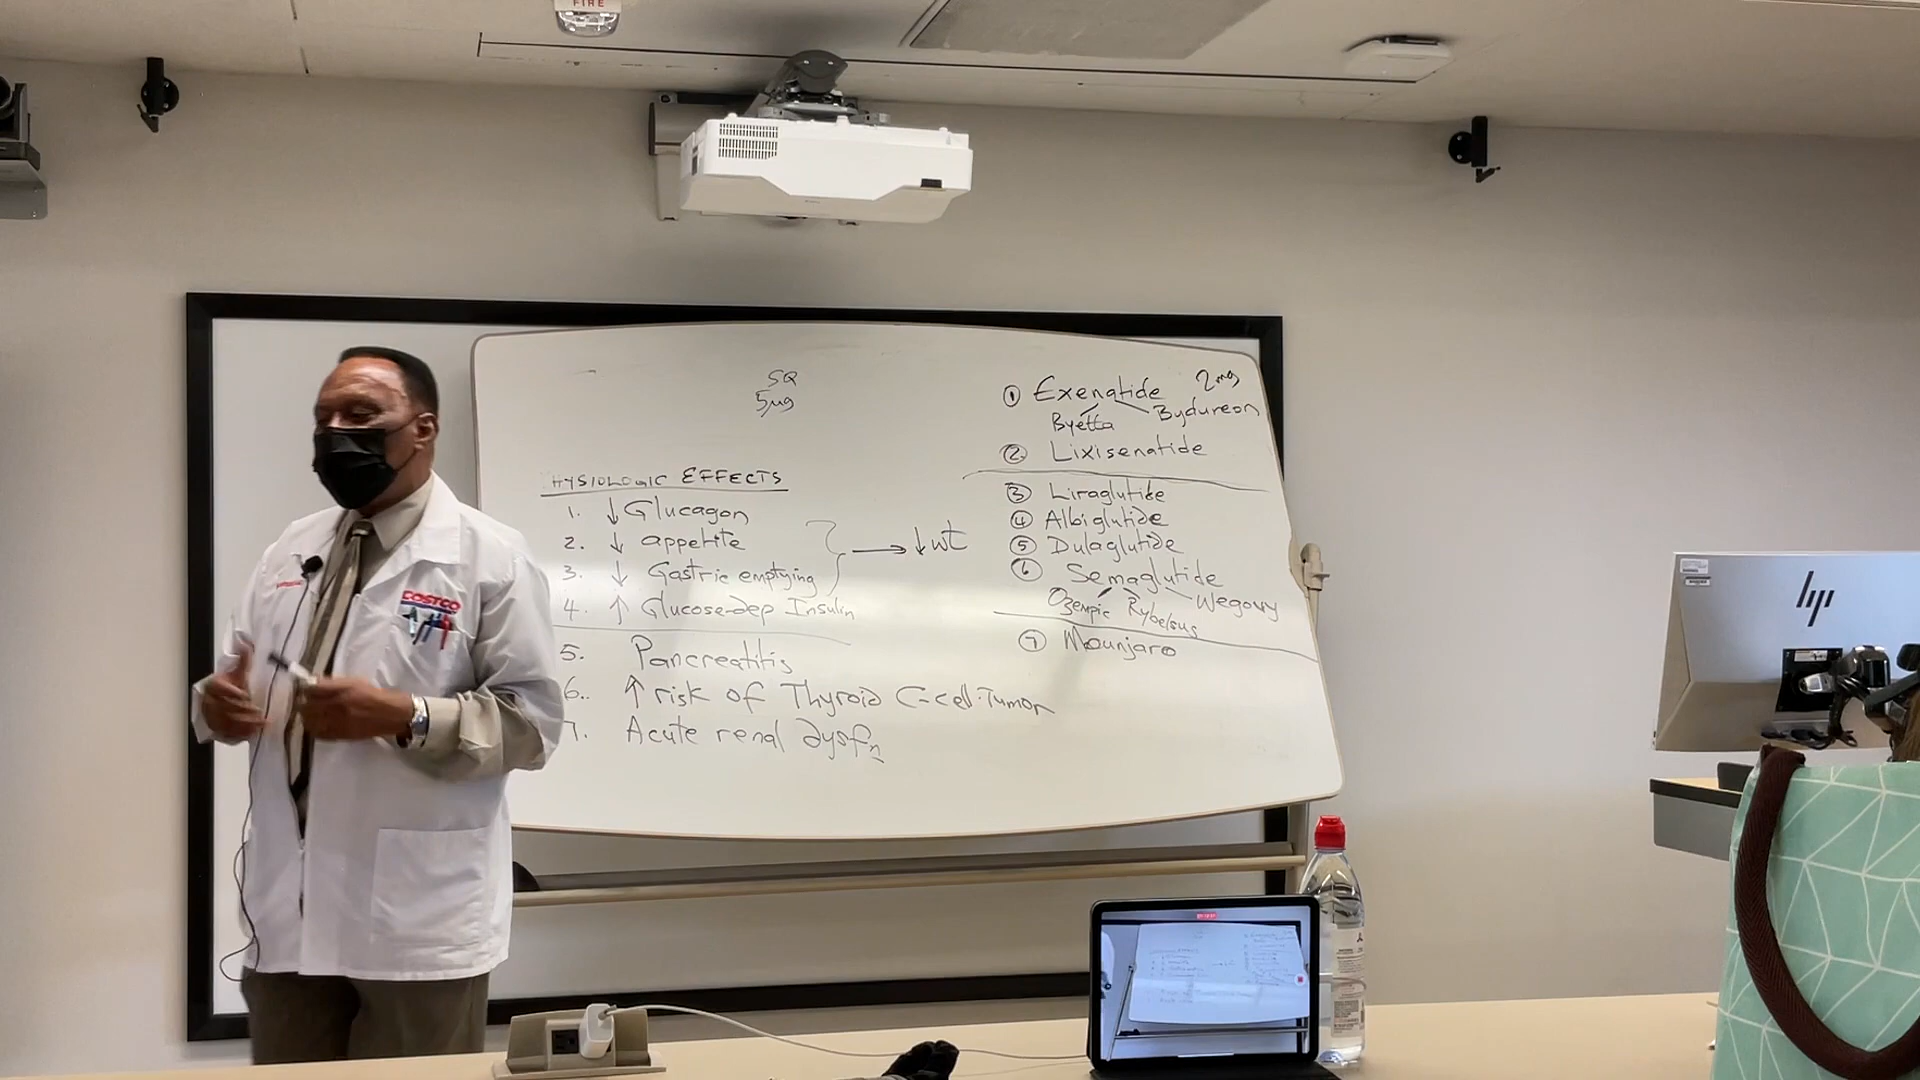 FIRE
SQ
5µg
HYSIOLOGIC EFFECTS
1. ↓ Glucagon
2. ↓ appetite
3. ↓ Gastric emptying
→ ↓ wt
4. ↑ Glucose-dep Insulin
5. Pancreatitis
6. ↑ risk of Thyroid C-cell Tumor
7. Acute renal dysfn
① Exenatide 2mg
Byetta Bydureon
② Lixisenatide
③ Liraglutide
④ Albiglutide
⑤ Dulaglutide
⑥ Semaglutide
Ozempic Rybelsus Wegovy
⑦ Mounjaro
COSTCO
hp